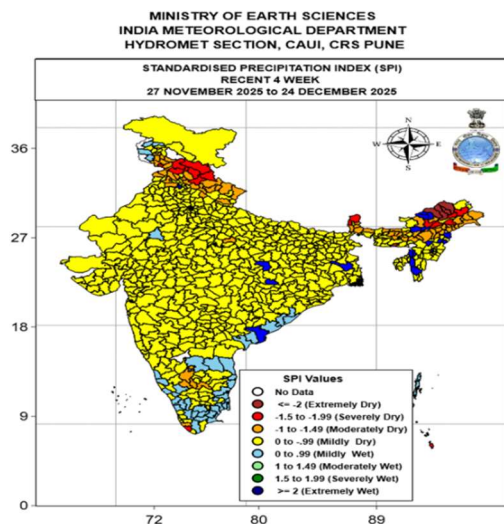 MINISTRY OF EARTH SCIENCES
INDIA METEOROLOGICAL DEPARTMENT
HYDROMET SECTION, CAUI, CRS PUNE
STANDARDISED PRECIPITATION INDEX (SPI)
RECENT 4 WEEK
27 NOVEMBER 2025 to 24 DECEMBER 2025
N
W
E
S
36
27
18
9
0
72
80
89
SPI Values
No Data
<= -2 (Extremely Dry)
-1.5 to -1.99 (Severely Dry)
-1 to -1.49 (Moderately Dry)
0 to -.99 (Mildly Dry)
0 to .99 (Mildly Wet)
1 to 1.49 (Moderately Wet)
1.5 to 1.99 (Severely Wet)
>= 2 (Extremely Wet)